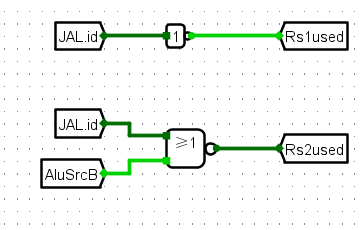 JAL.id 1 Rs1used
JAL.id
≥1 Rs2used
AluSrcB